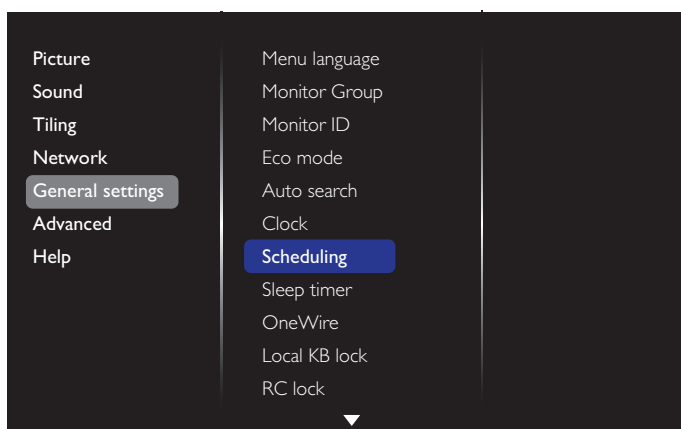 Picture
Sound
Tiling
Network
General settings
Advanced
Help
Menu language
Monitor Group
Monitor ID
Eco mode
Auto search
Clock
Scheduling
Sleep timer
OneWire
Local KB lock
RC lock